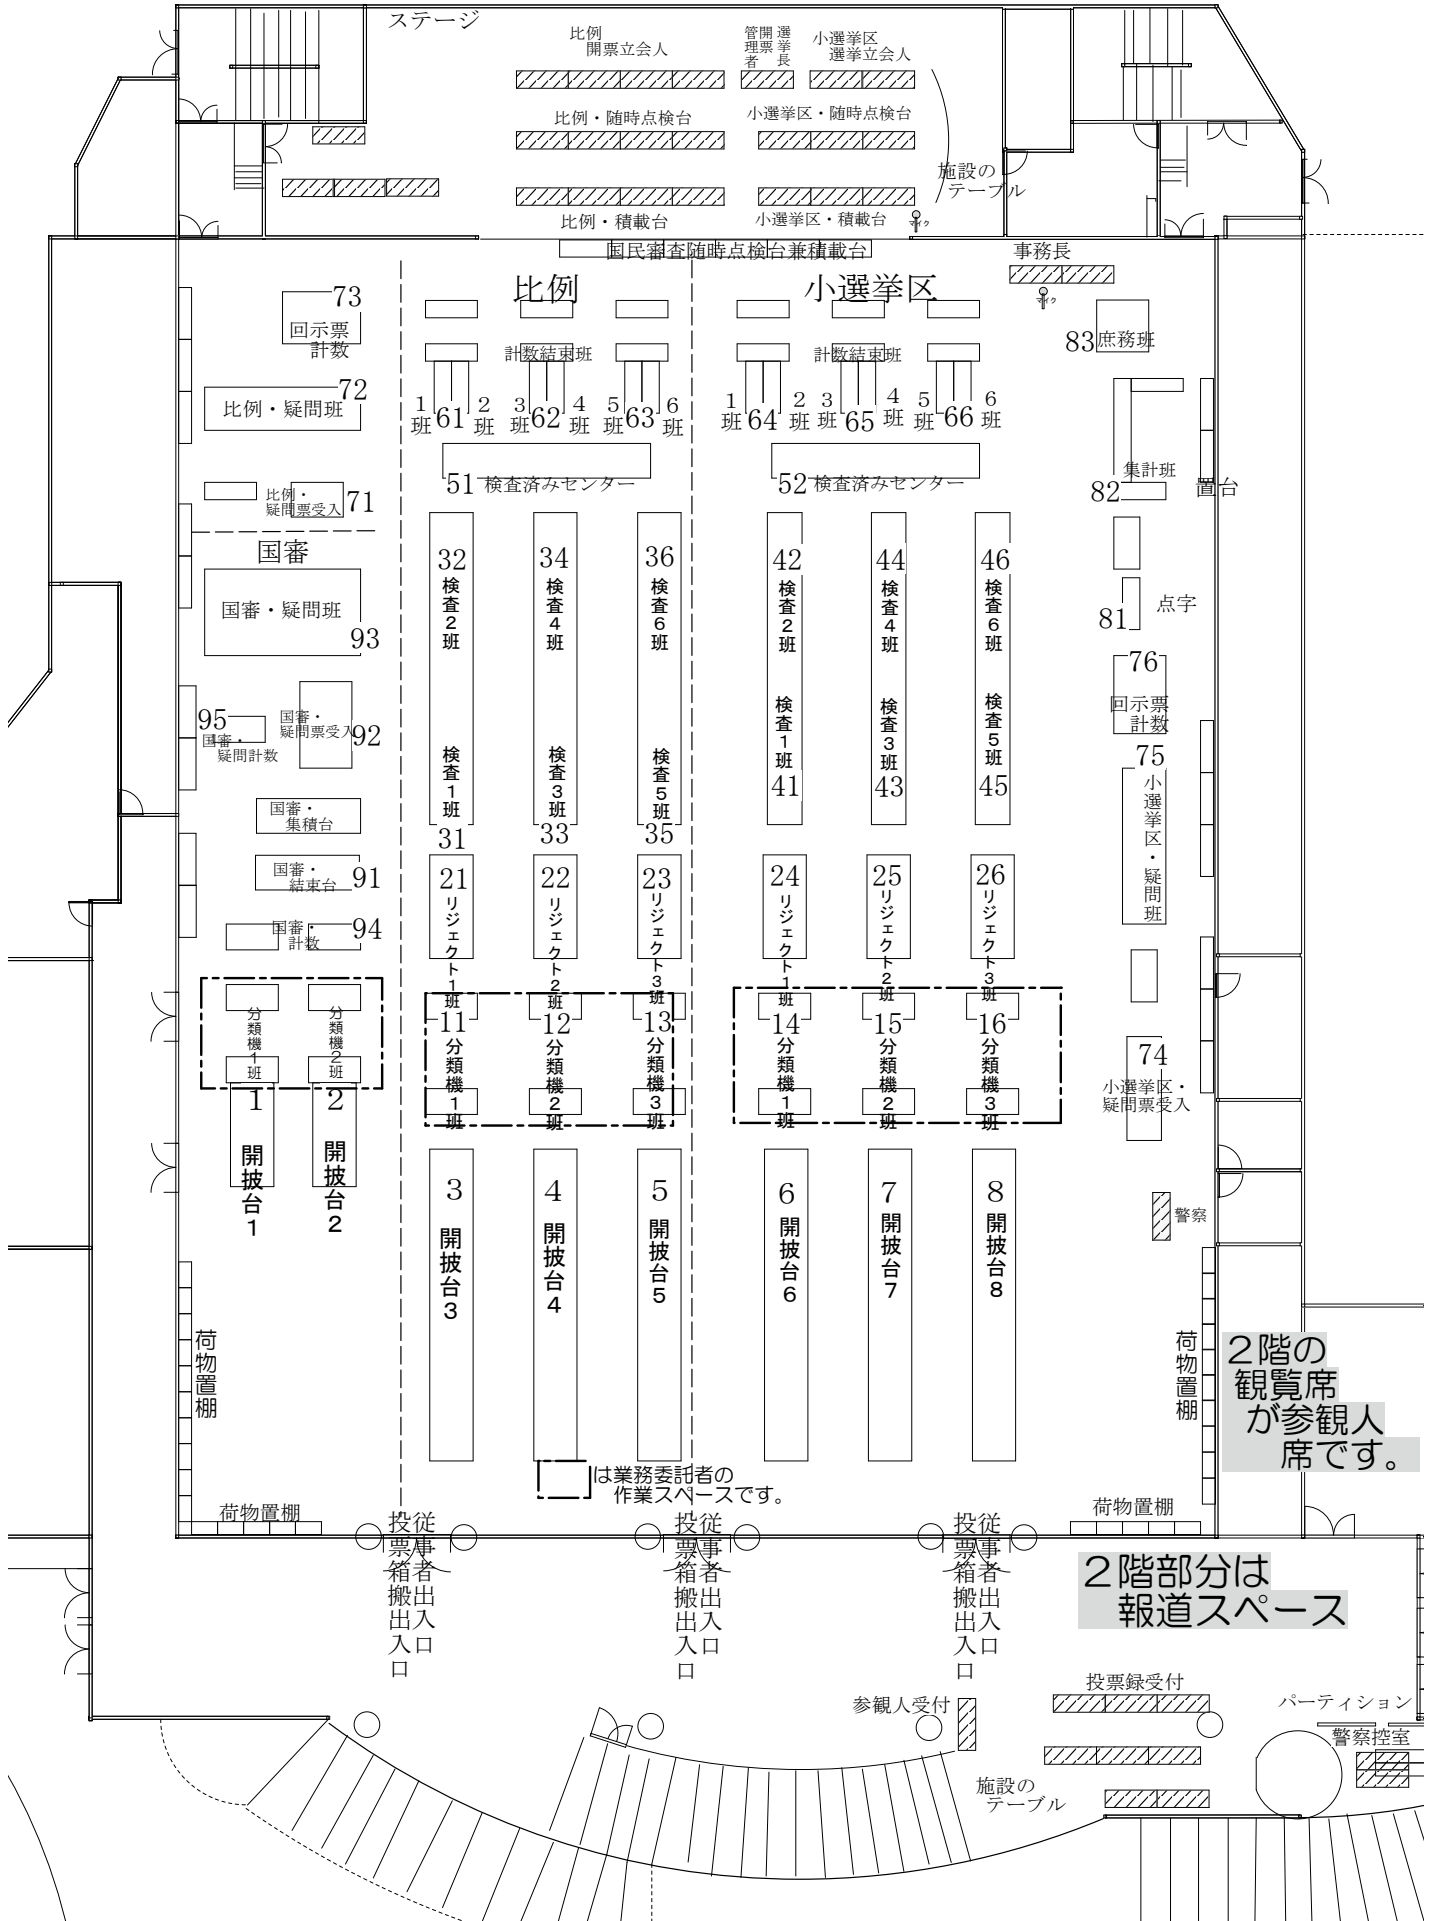 ステージ
比例
開票立会人
選挙長
開票
管理者
小選挙区
選挙立会人
比例・随時点検台
小選挙区・随時点検台
施設の
テーブル
比例・積載台
小選挙区・積載台
マイク
国民審査随時点検台兼積載台
事務長
マイク
比例
小選挙区
73
回示票
計数
計数結束班
計数結束班
83
庶務班
72
比例・疑問班
1班
61
2班
3班
62
4班
5班
63
6班
1班
64
2班
3班
65
4班
5班
66
6班
51
検査済みセンター
52
検査済みセンター
集計班
82
置台
比例・
疑問票受入
71
国審
国審・疑問班
93
32
検査2班
34
検査4班
36
検査6班
42
検査2班
44
検査4班
46
検査6班
81
点字
76
回示票
計数
95
国審・
疑問計数
国審・
疑問票受入
92
検査1班
31
検査3班
33
検査5班
35
検査1班
41
検査3班
43
検査5班
45
75
小選挙区・疑問班
国審・
集積台
国審・
結束台
91
国審・
計数
94
21
リジェクト1班
22
リジェクト2班
23
リジェクト3班
24
リジェクト1班
25
リジェクト2班
26
リジェクト3班
分類機1班
分類機2班
11
分類機1班
12
分類機2班
13
分類機3班
14
分類機1班
15
分類機2班
16
分類機3班
74
小選挙区・
疑問票受入
1
開披台1
2
開披台2
3
開披台3
4
開披台4
5
開披台5
6
開披台6
7
開披台7
8
開披台8
警察
荷物置棚
荷物置棚
2階の
観覧席
が参観人
席です。
は業務委託者の
作業スペースです。
荷物置棚
荷物置棚
従事者出入口
投票箱搬出入口
従事者出入口
投票箱搬出入口
従事者出入口
投票箱搬出入口
2階部分は
報道スペース
投票録受付
参観人受付
パーティション
警察控室
施設の
テーブル